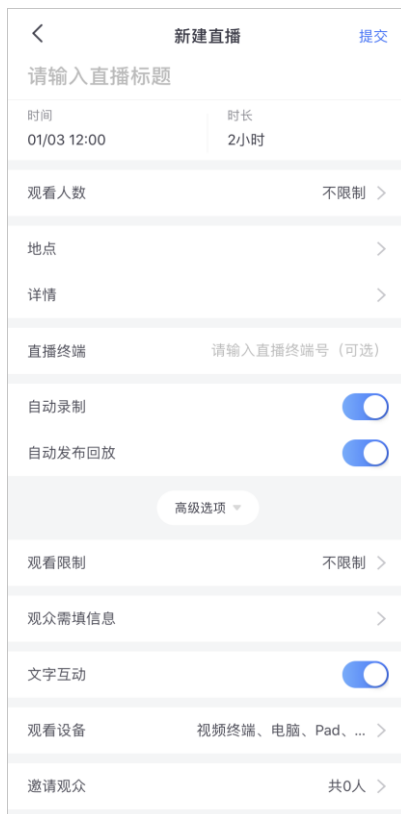 新建直播
提交
请输入直播标题
时间
时长
01/03 12:00
2小时
观看人数
不限制
地点
详情
直播终端
请输入直播终端号（可选）
自动录制
自动发布回放
高级选项
观看限制
不限制
观众需填信息
文字互动
观看设备
视频终端、电脑、Pad、...
邀请观众
共0人